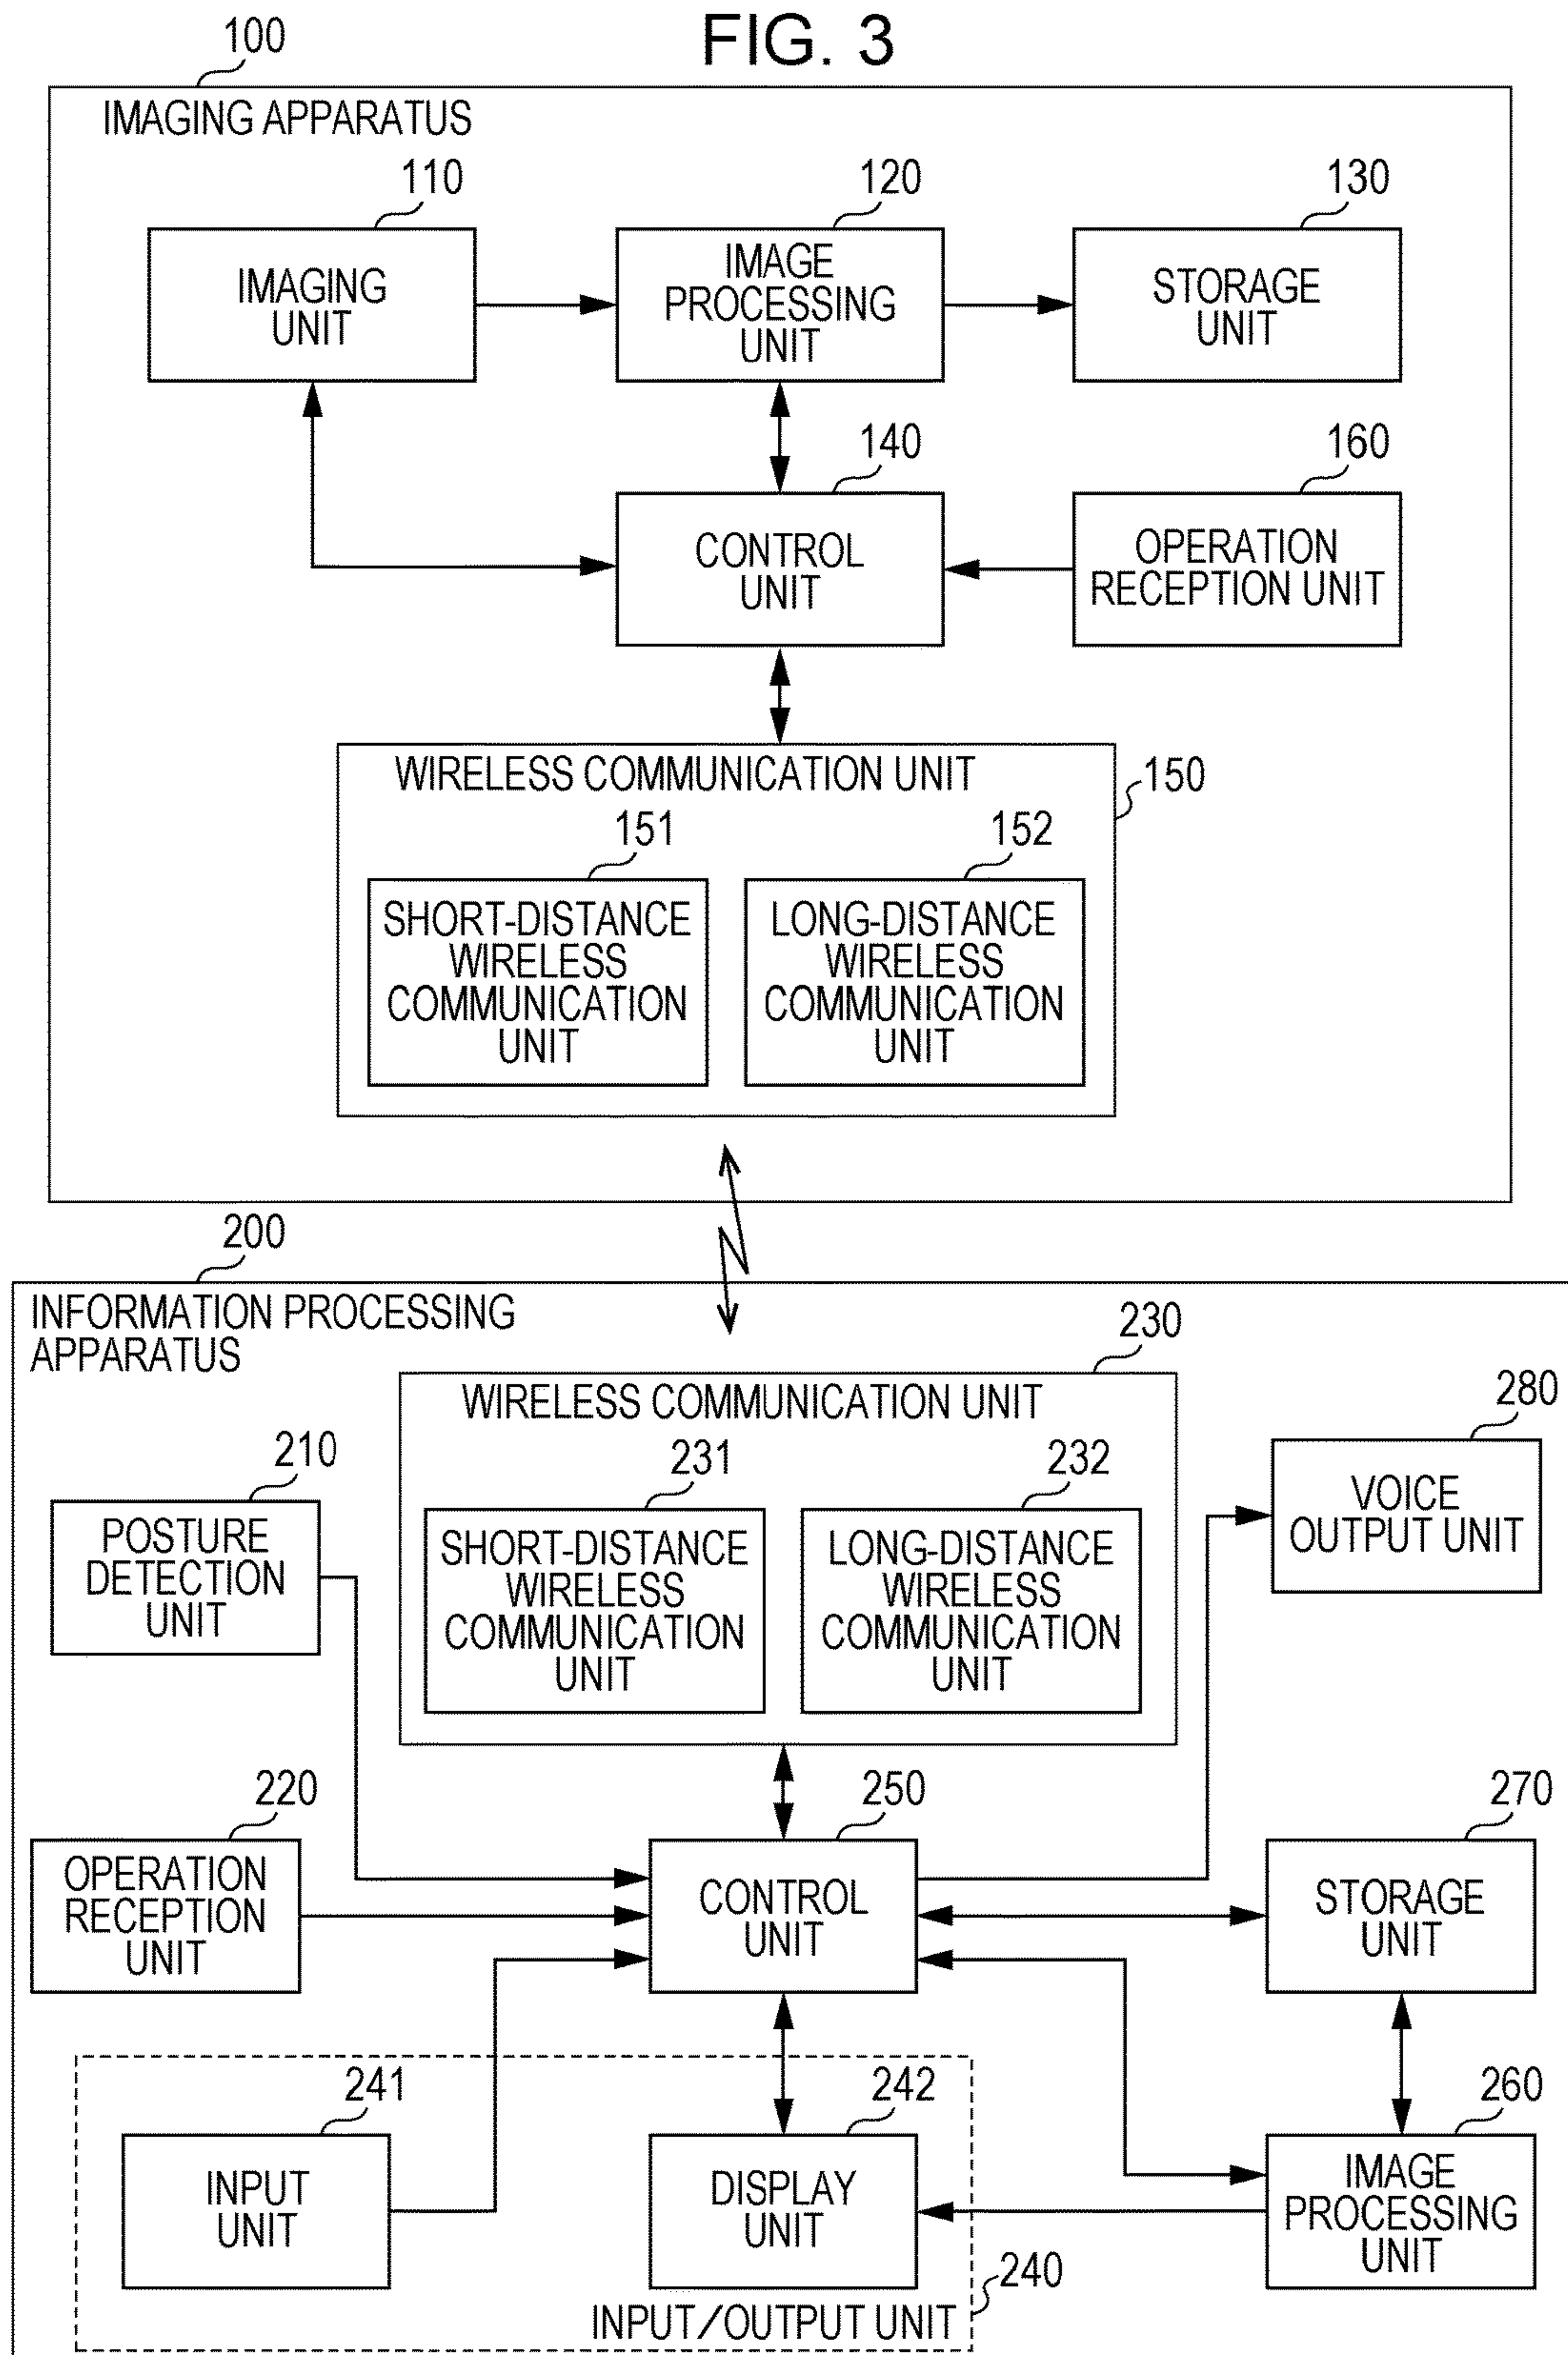 FIG. 3
100
IMAGING APPARATUS
110
120
130
IMAGING
UNIT
IMAGE
PROCESSING
UNIT
STORAGE
UNIT
140
160
CONTROL
UNIT
OPERATION
RECEPTION UNIT
WIRELESS COMMUNICATION UNIT
150
151
152
SHORT-DISTANCE
WIRELESS
COMMUNICATION
UNIT
LONG-DISTANCE
WIRELESS
COMMUNICATION
UNIT
200
INFORMATION PROCESSING
APPARATUS
230
WIRELESS COMMUNICATION UNIT
280
210
231
232
VOICE
OUTPUT UNIT
POSTURE
DETECTION
UNIT
SHORT-DISTANCE
WIRELESS
COMMUNICATION
UNIT
LONG-DISTANCE
WIRELESS
COMMUNICATION
UNIT
220
250
270
OPERATION
RECEPTION
UNIT
CONTROL
UNIT
STORAGE
UNIT
241
242
260
INPUT
UNIT
DISPLAY
UNIT
IMAGE
PROCESSING
UNIT
240
INPUT/OUTPUT UNIT